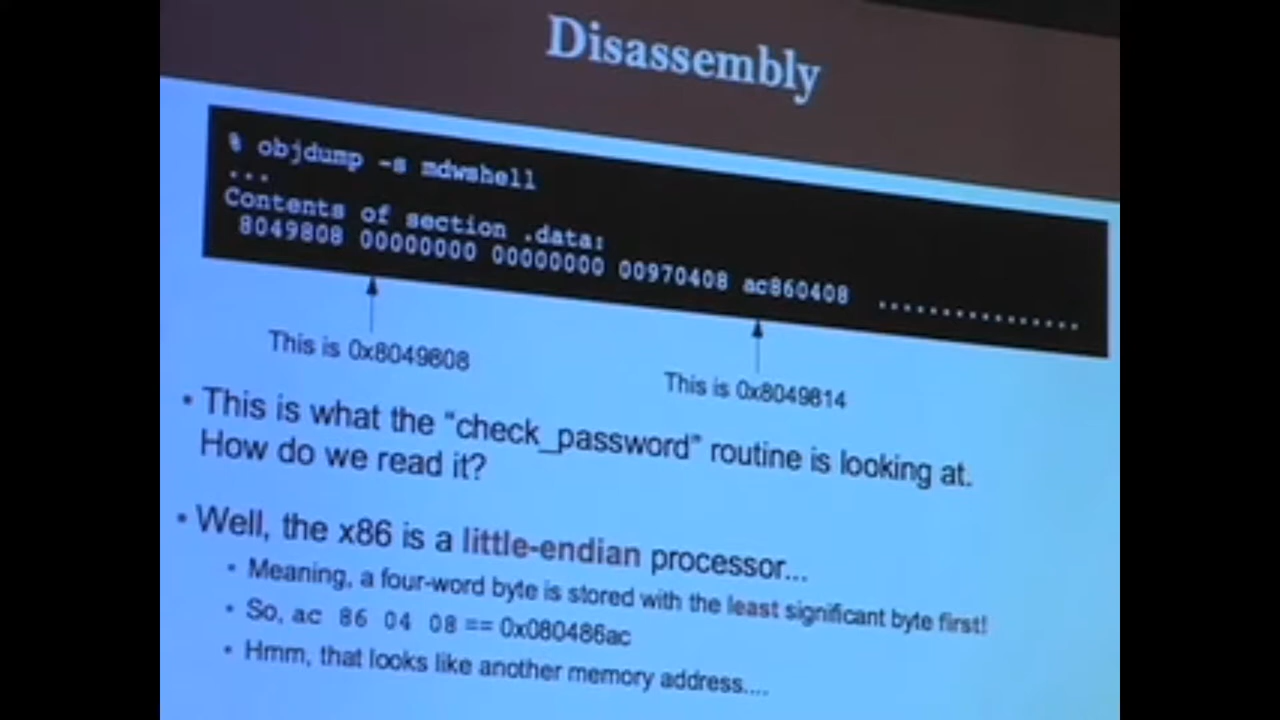 Disassembly
% objdump -s mdwshell
...
Contents of section .data:
8049808 00000000 00000000 00970408 ac860408 ................
This is 0x8049808
This is 0x8049814
• This is what the “check_password” routine is looking at.
How do we read it?
• Well, the x86 is a little-endian processor...
• Meaning, a four-word byte is stored with the least significant byte first!
• So, ac 86 04 08 == 0x080486ac
• Hmm, that looks like another memory address....